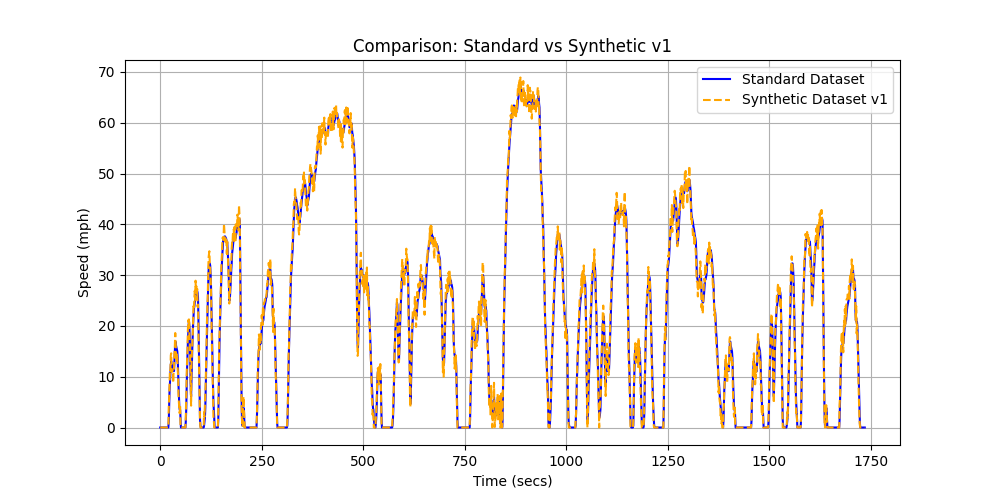 Comparison: Standard vs Synthetic v1
Standard Dataset
Synthetic Dataset v1
70
60
50
40
30
20
10
0
Speed (mph)
0 250 500 750 1000 1250 1500 1750
Time (secs)